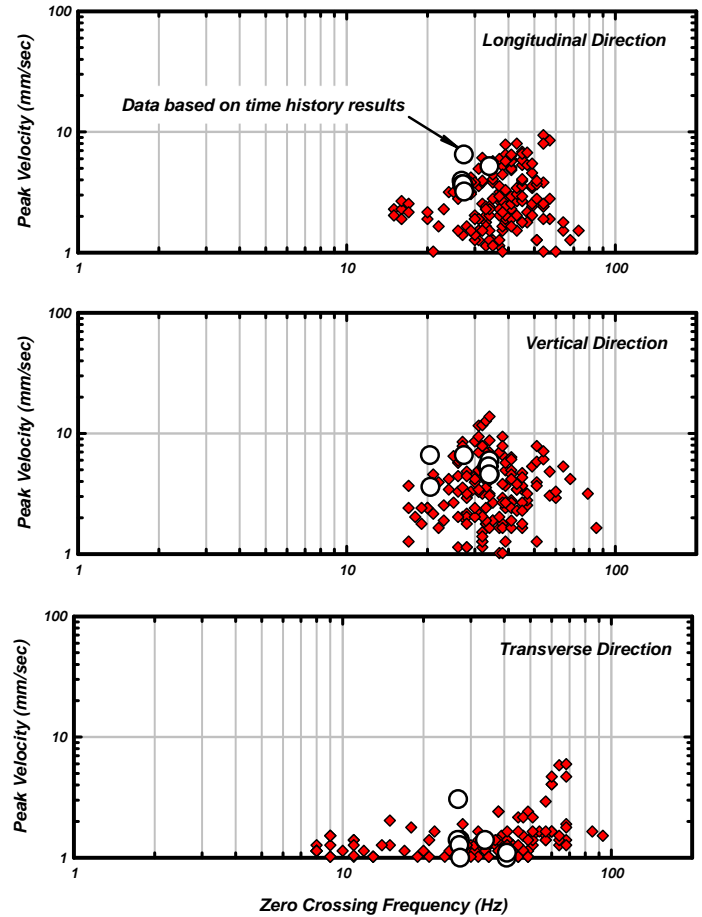 100
Longitudinal Direction
Data based on time history results
10
Peak Velocity (mm/sec)
1
1
10
100
100
Vertical Direction
10
Peak Velocity (mm/sec)
1
1
10
100
100
Transverse Direction
10
Peak Velocity (mm/sec)
1
1
10
100
Zero Crossing Frequency (Hz)